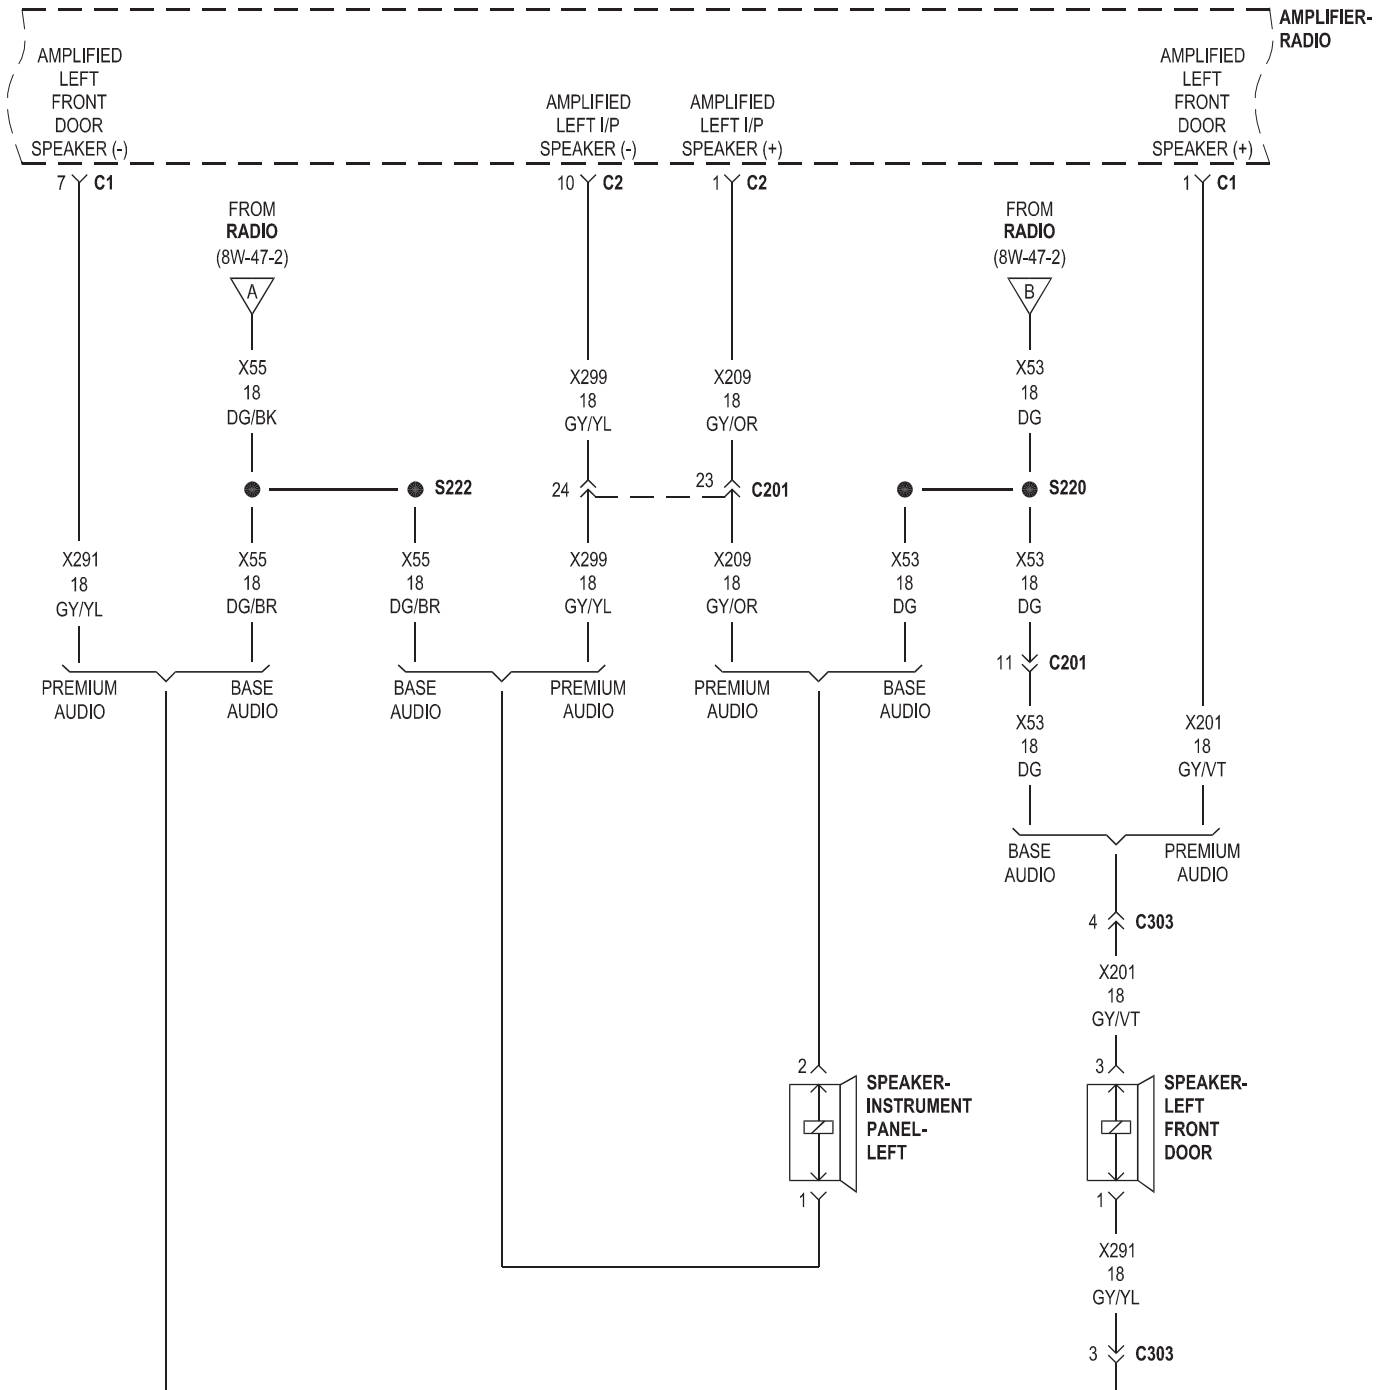 AMPLIFIER-
RADIO
AMPLIFIED
LEFT
FRONT
DOOR
SPEAKER (-)
AMPLIFIED
LEFT I/P
SPEAKER (-)
AMPLIFIED
LEFT I/P
SPEAKER (+)
AMPLIFIED
LEFT
FRONT
DOOR
SPEAKER (+)
7 C1
10 C2
1 C2
1 C1
FROM
RADIO
(8W-47-2)
A
FROM
RADIO
(8W-47-2)
B
X55
18
DG/BK
X299
18
GY/YL
X209
18
GY/OR
X53
18
DG
S222
24
23
C201
S220
X291
18
GY/YL
X55
18
DG/BR
X55
18
DG/BR
X299
18
GY/YL
X209
18
GY/OR
X53
18
DG
X53
18
DG
11 C201
PREMIUM
AUDIO
BASE
AUDIO
BASE
AUDIO
PREMIUM
AUDIO
PREMIUM
AUDIO
BASE
AUDIO
X53
18
DG
X201
18
GY/VT
BASE
AUDIO
PREMIUM
AUDIO
4 C303
X201
18
GY/VT
2
SPEAKER-
INSTRUMENT
PANEL-
LEFT
1
3
SPEAKER-
LEFT
FRONT
DOOR
1
X291
18
GY/YL
3 C303